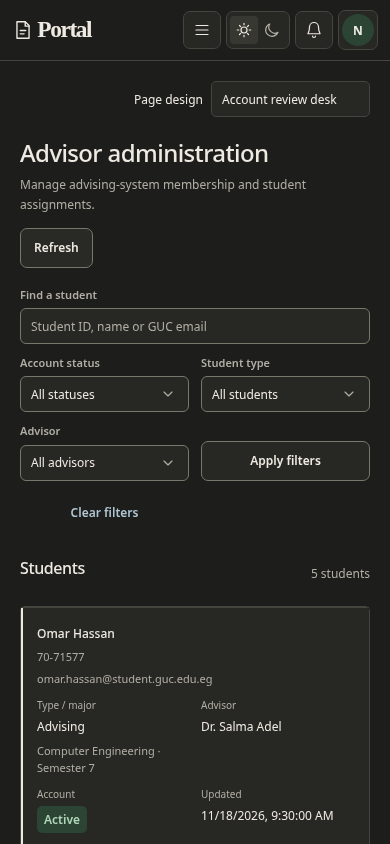 Portal
N
Page design
Account review desk
Advisor administration
Manage advising-system membership and student
assignments.
Refresh
Find a student
Student ID, name or GUC email
Account status
Student type
All statuses
All students
Advisor
All advisors
Apply filters
Clear filters
Students
5 students
Omar Hassan
70-71577
omar.hassan@student.guc.edu.eg
Type / major
Advisor
Advising
Dr. Salma Adel
Computer Engineering ·
Semester 7
Account
Updated
Active
11/18/2026, 9:30:00 AM